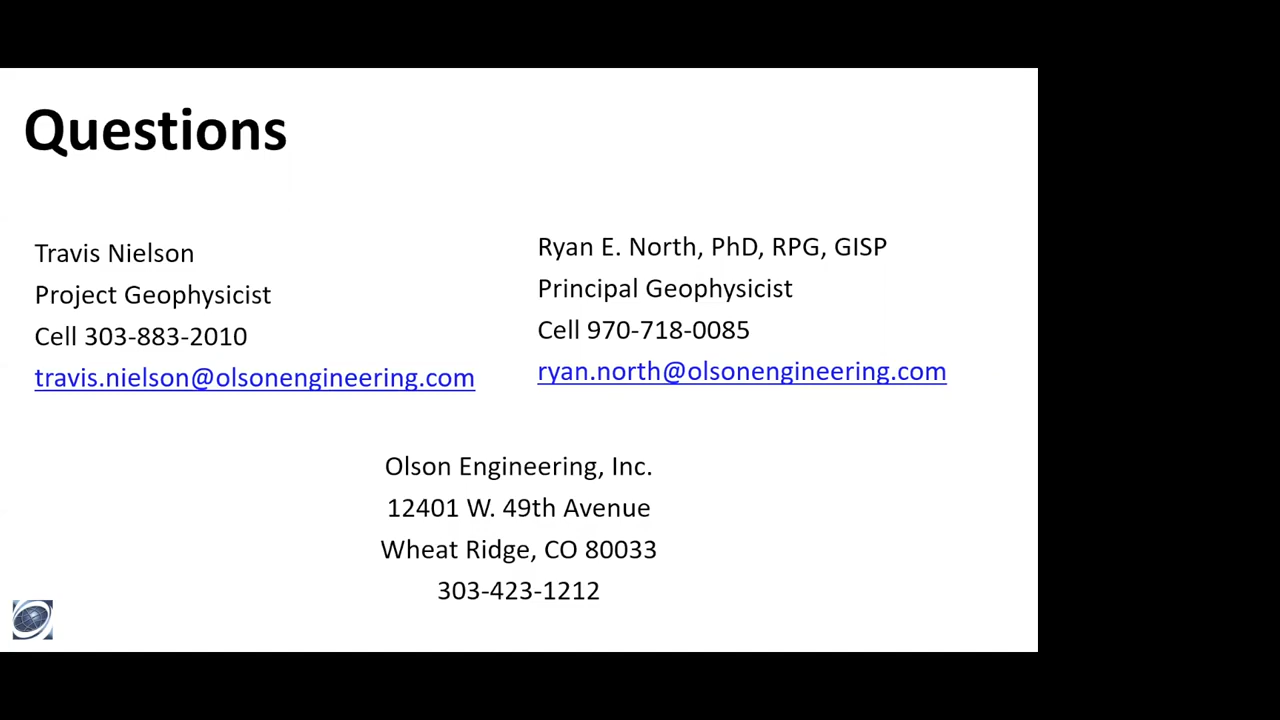 Questions
Travis Nielson
Project Geophysicist
Cell 303-883-2010
travis.nielson@olsonengineering.com
Ryan E. North, PhD, RPG, GISP
Principal Geophysicist
Cell 970-718-0085
ryan.north@olsonengineering.com
Olson Engineering, Inc.
12401 W. 49th Avenue
Wheat Ridge, CO 80033
303-423-1212